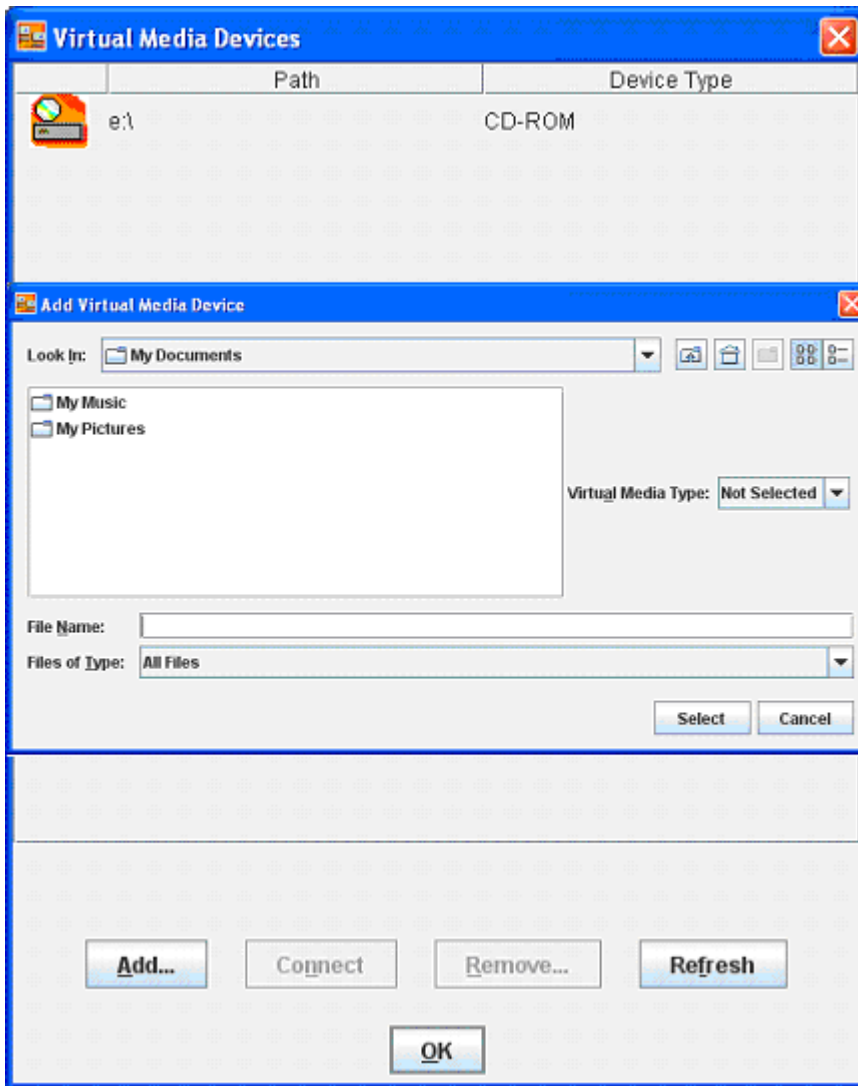 Virtual Media Devices
Path Device Type
e:\ CD-ROM
Add Virtual Media Device
Look In: My Documents
My Music
My Pictures
Virtual Media Type: Not Selected
File Name:
Files of Type: All Files
Select Cancel
Add... Connect Remove... Refresh
OK